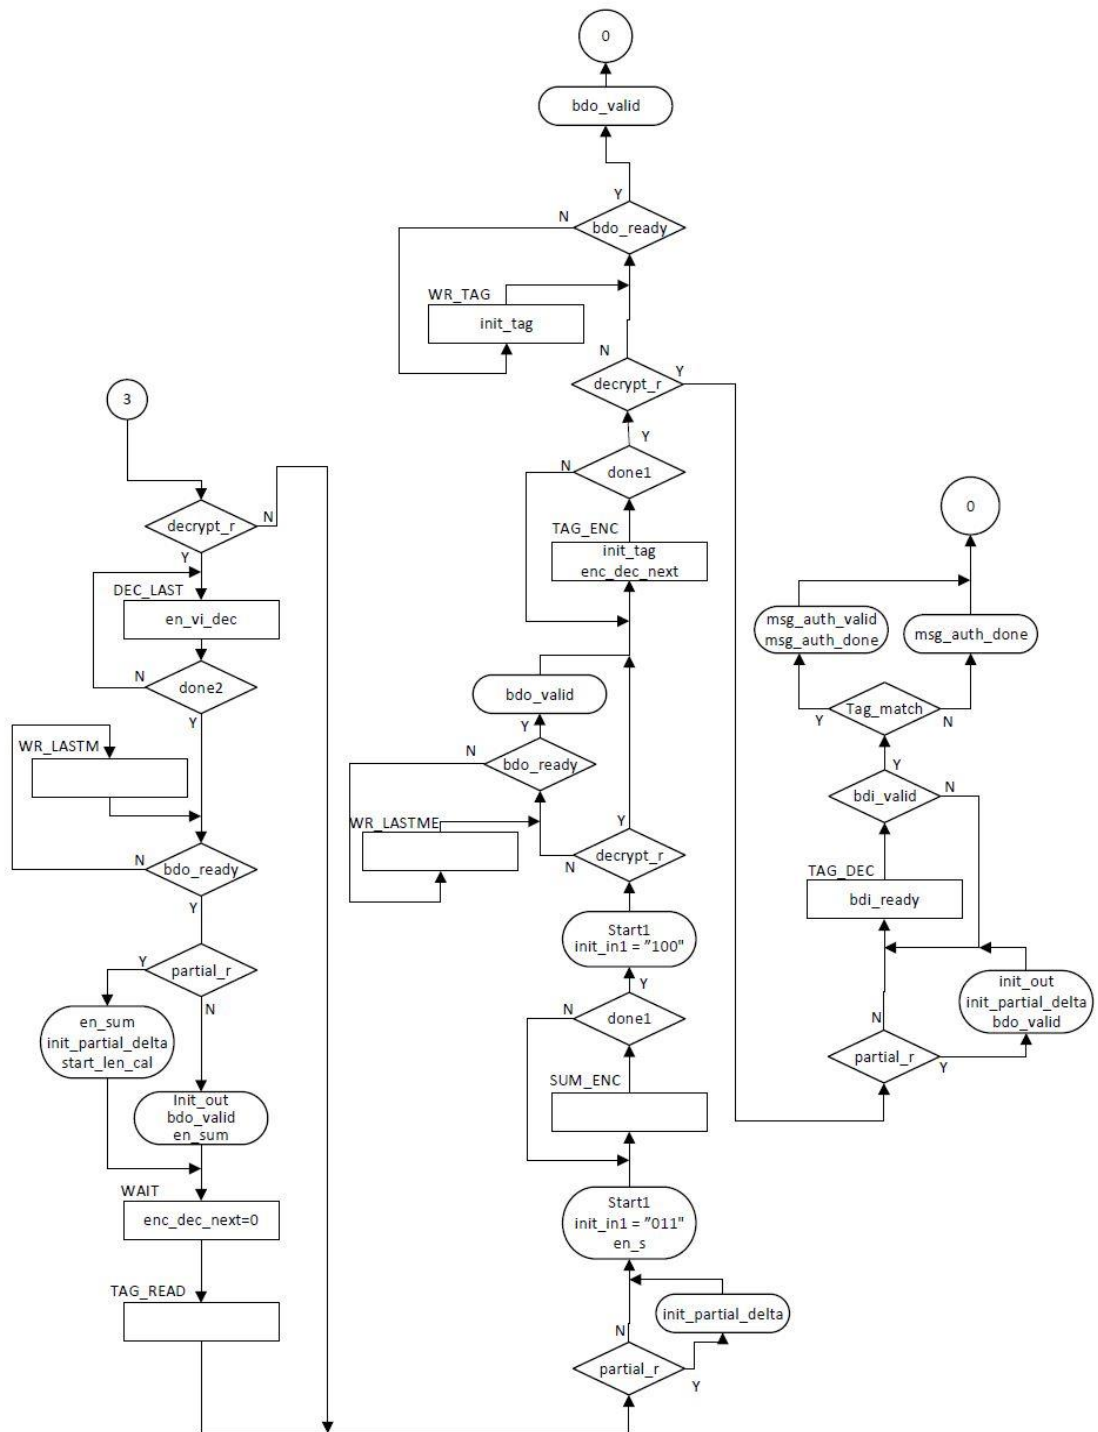 0
bdo_valid
Y
N
bdo_ready
WR_TAG
init_tag
N
decrypt_r
Y
Y
N
done1
TAG_ENC
init_tag
enc_dec_next
bdo_valid
Y
N
bdo_ready
WR_LASTME
Y
decrypt_r
N
Start1
init_in1 = "100"
Y
N
done1
SUM_ENC
Start1
init_in1 = "011"
en_s
init_partial_delta
N
partial_r
Y
3
decrypt_r
N
Y
DEC_LAST
en_vi_dec
N
done2
Y
WR_LASTM
N
bdo_ready
Y
Y
partial_r
N
en_sum
init_partial_delta
start_len_cal
Init_out
bdo_valid
en_sum
WAIT
enc_dec_next=0
TAG_READ
0
msg_auth_valid
msg_auth_done
msg_auth_done
Tag_match
Y
N
Y
N
bdi_valid
TAG_DEC
bdi_ready
init_out
init_partial_delta
bdo_valid
N
partial_r
Y